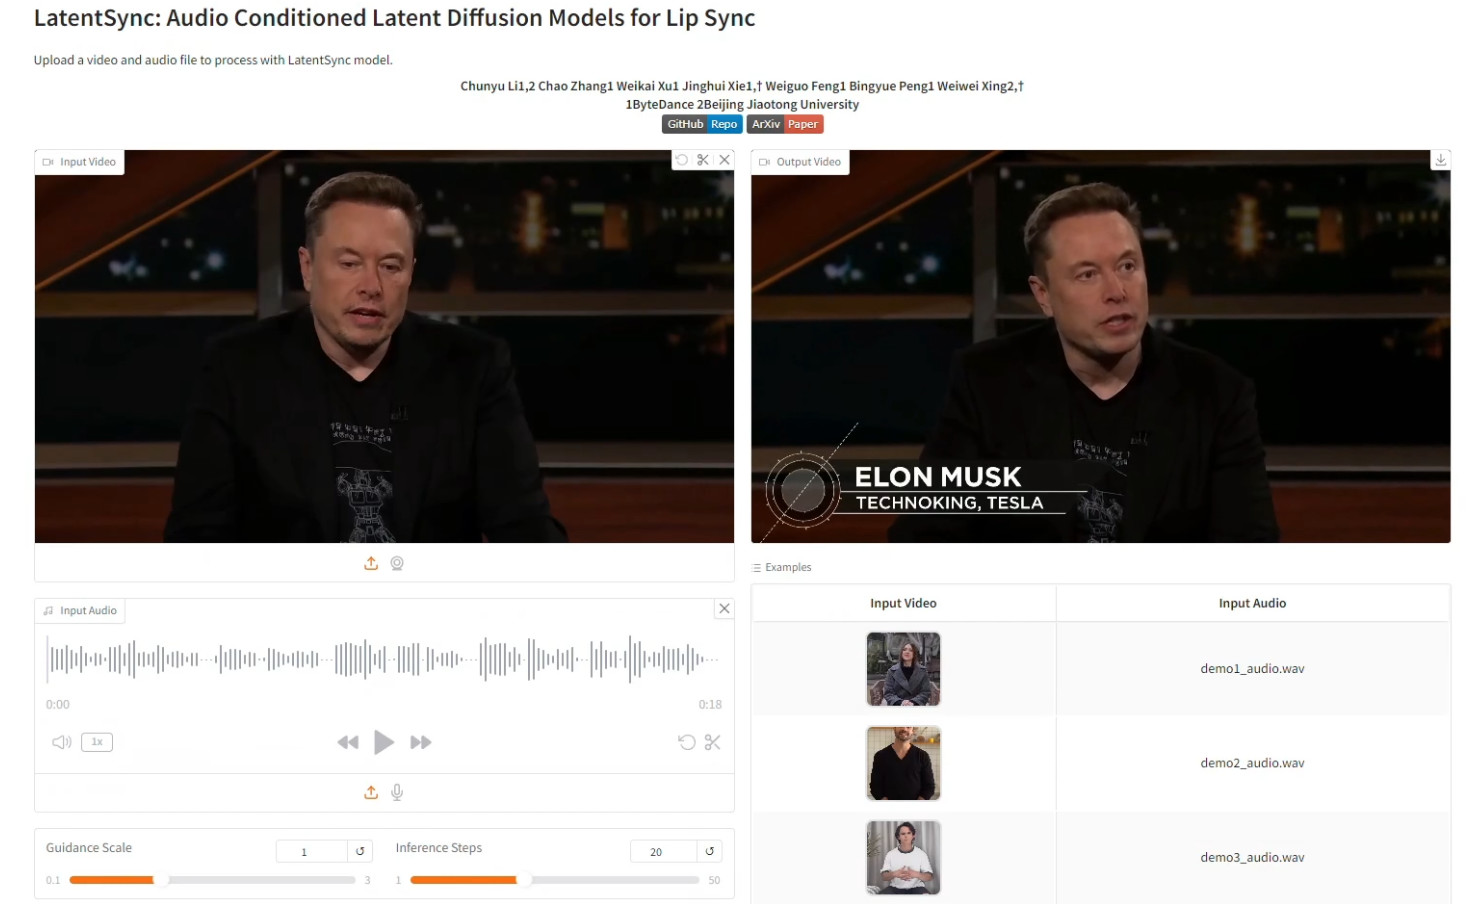 LatentSync: Audio Conditioned Latent Diffusion Models for Lip Sync
Upload a video and audio file to process with LatentSync model.
Chunyu Li1,2 Chao Zhang1 Weikai Xu1 Jinghui Xie1,† Weiguo Feng1 Bingyue Peng1 Weiwei Xing2,†
1ByteDance 2Beijing Jiaotong University
GitHub Repo ArXiv Paper
Input Video
Output Video
ELON MUSK
TECHNOKING, TESLA
Input Audio
0:00 0:18
1x
Guidance Scale 1
0.1 3
Inference Steps 20
1 50
Examples
Input Video Input Audio
demo1_audio.wav
demo2_audio.wav
demo3_audio.wav